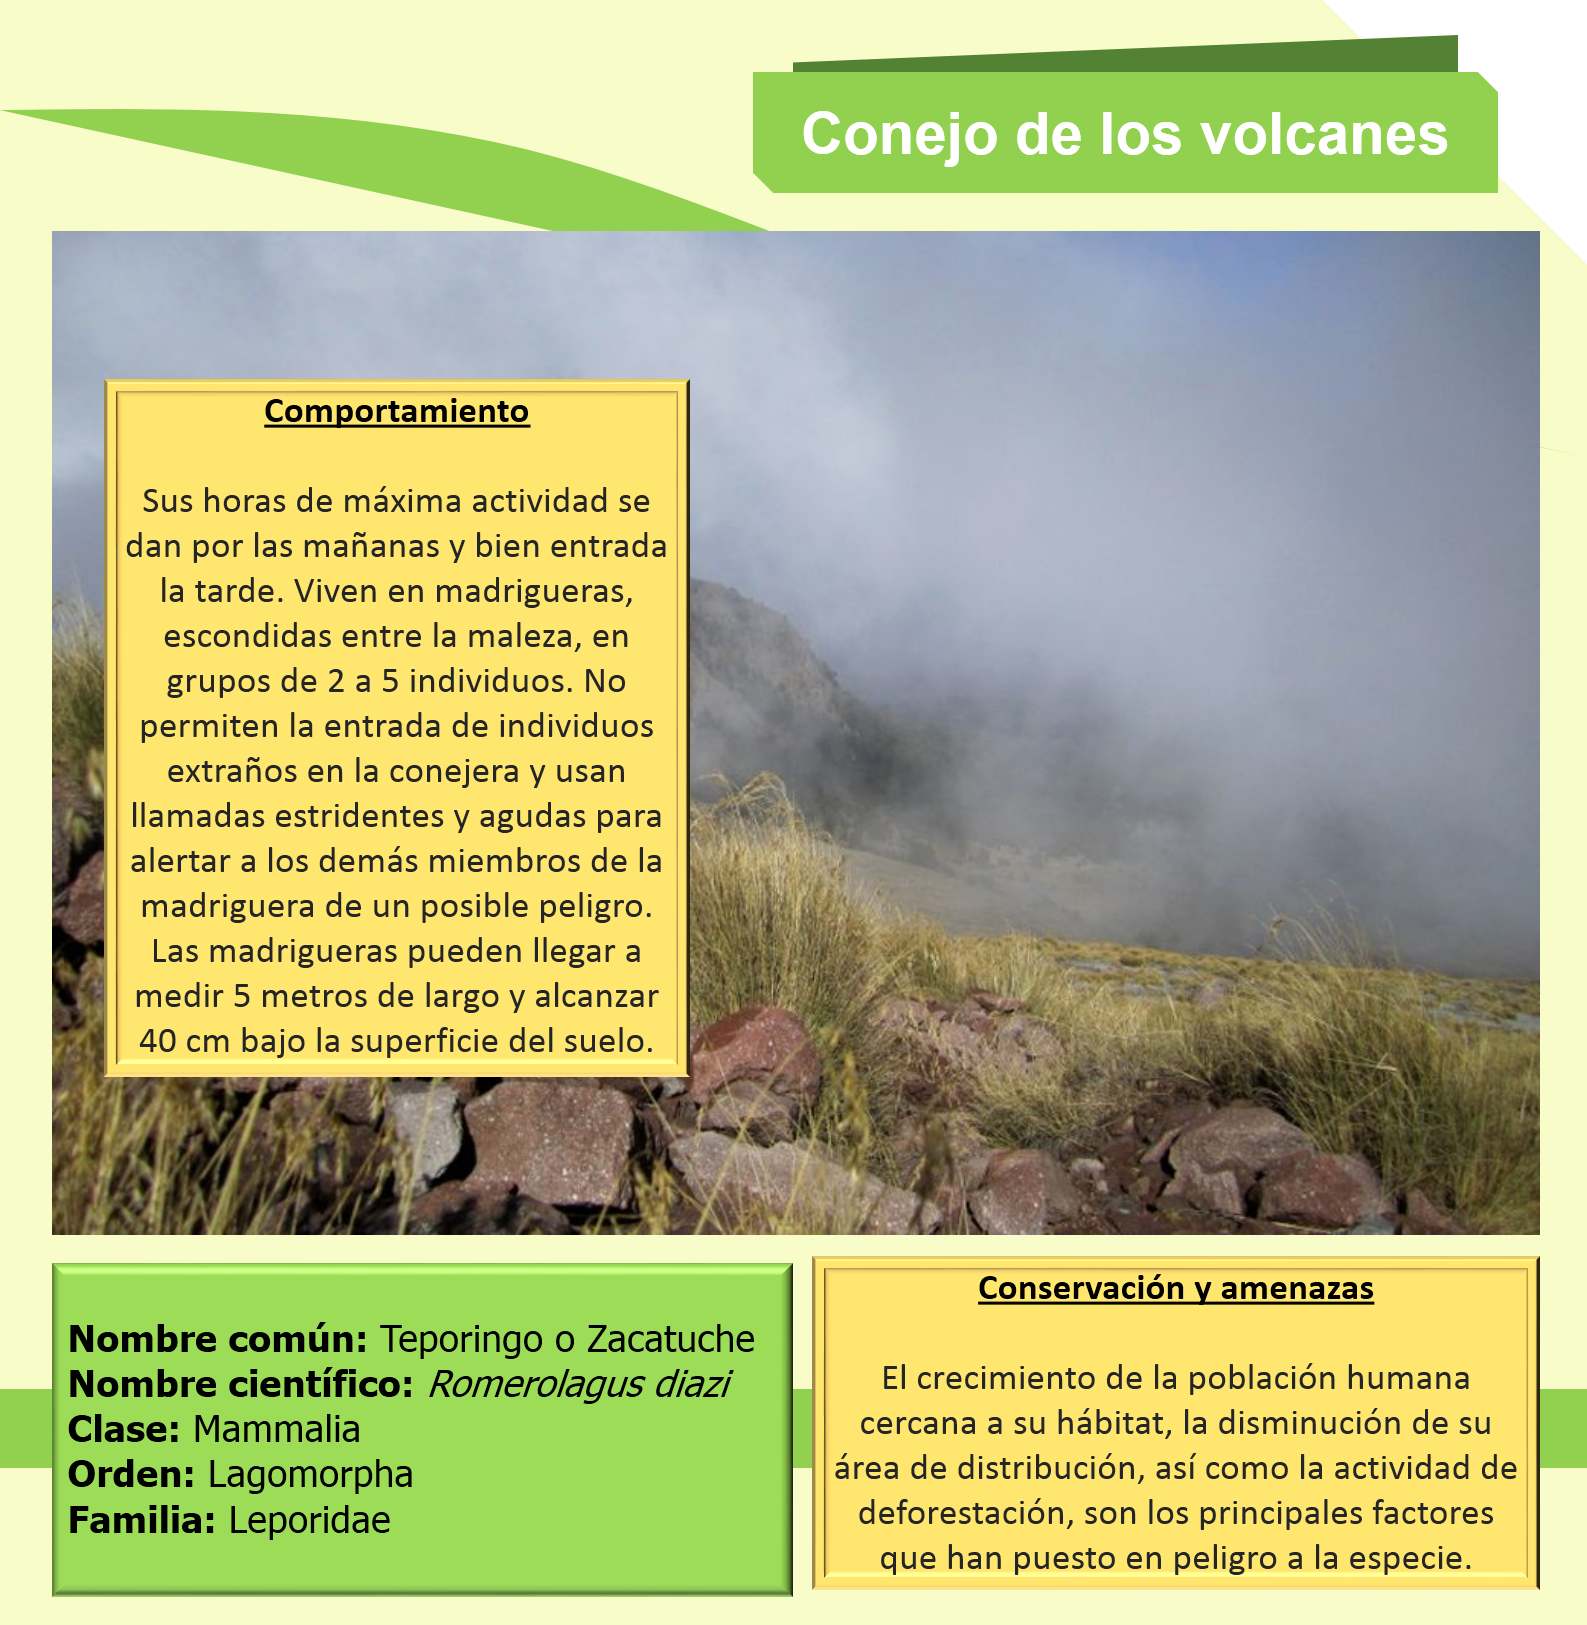 Conejo de los volcanes
Comportamiento
Sus horas de máxima actividad se
dan por las mañanas y bien entrada
la tarde. Viven en madrigueras,
escondidas entre la maleza, en
grupos de 2 a 5 individuos. No
permiten la entrada de individuos
extraños en la conejera y usan
llamadas estridentes y agudas para
alertar a los demás miembros de la
madriguera de un posible peligro.
Las madrigueras pueden llegar a
medir 5 metros de largo y alcanzar
40 cm bajo la superficie del suelo.
Nombre común: Teporingo o Zacatuche
Nombre científico: Romerolagus diazi
Clase: Mammalia
Orden: Lagomorpha
Familia: Leporidae
Conservación y amenazas
El crecimiento de la población humana
cercana a su hábitat, la disminución de su
área de distribución, así como la actividad de
deforestación, son los principales factores
que han puesto en peligro a la especie.